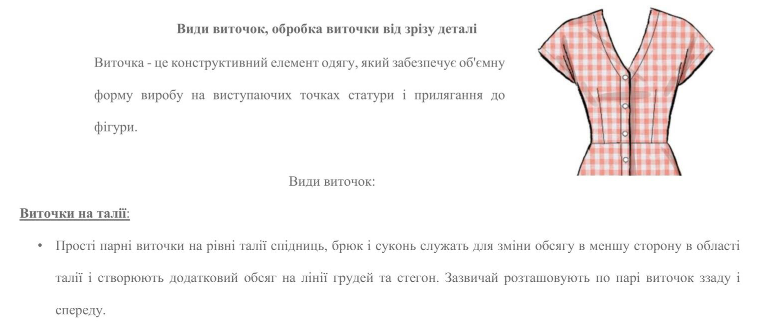 Види виточок, обробка виточки від зрізу деталі
Виточка - це конструктивний елемент одягу, який забезпечує об'ємну
форму виробу на виступаючих точках статури і прилягання до
фігури.
Види виточок:
Виточки на талії:
• Прості парні виточки на рівні талії спідниць, брюк і суконь служать для зміни обсягу в меншу сторону в області
талії і створюють додатковий обсяг на лінії грудей та стегон. Зазвичай розташовують по парі виточок ззаду і
спереду.